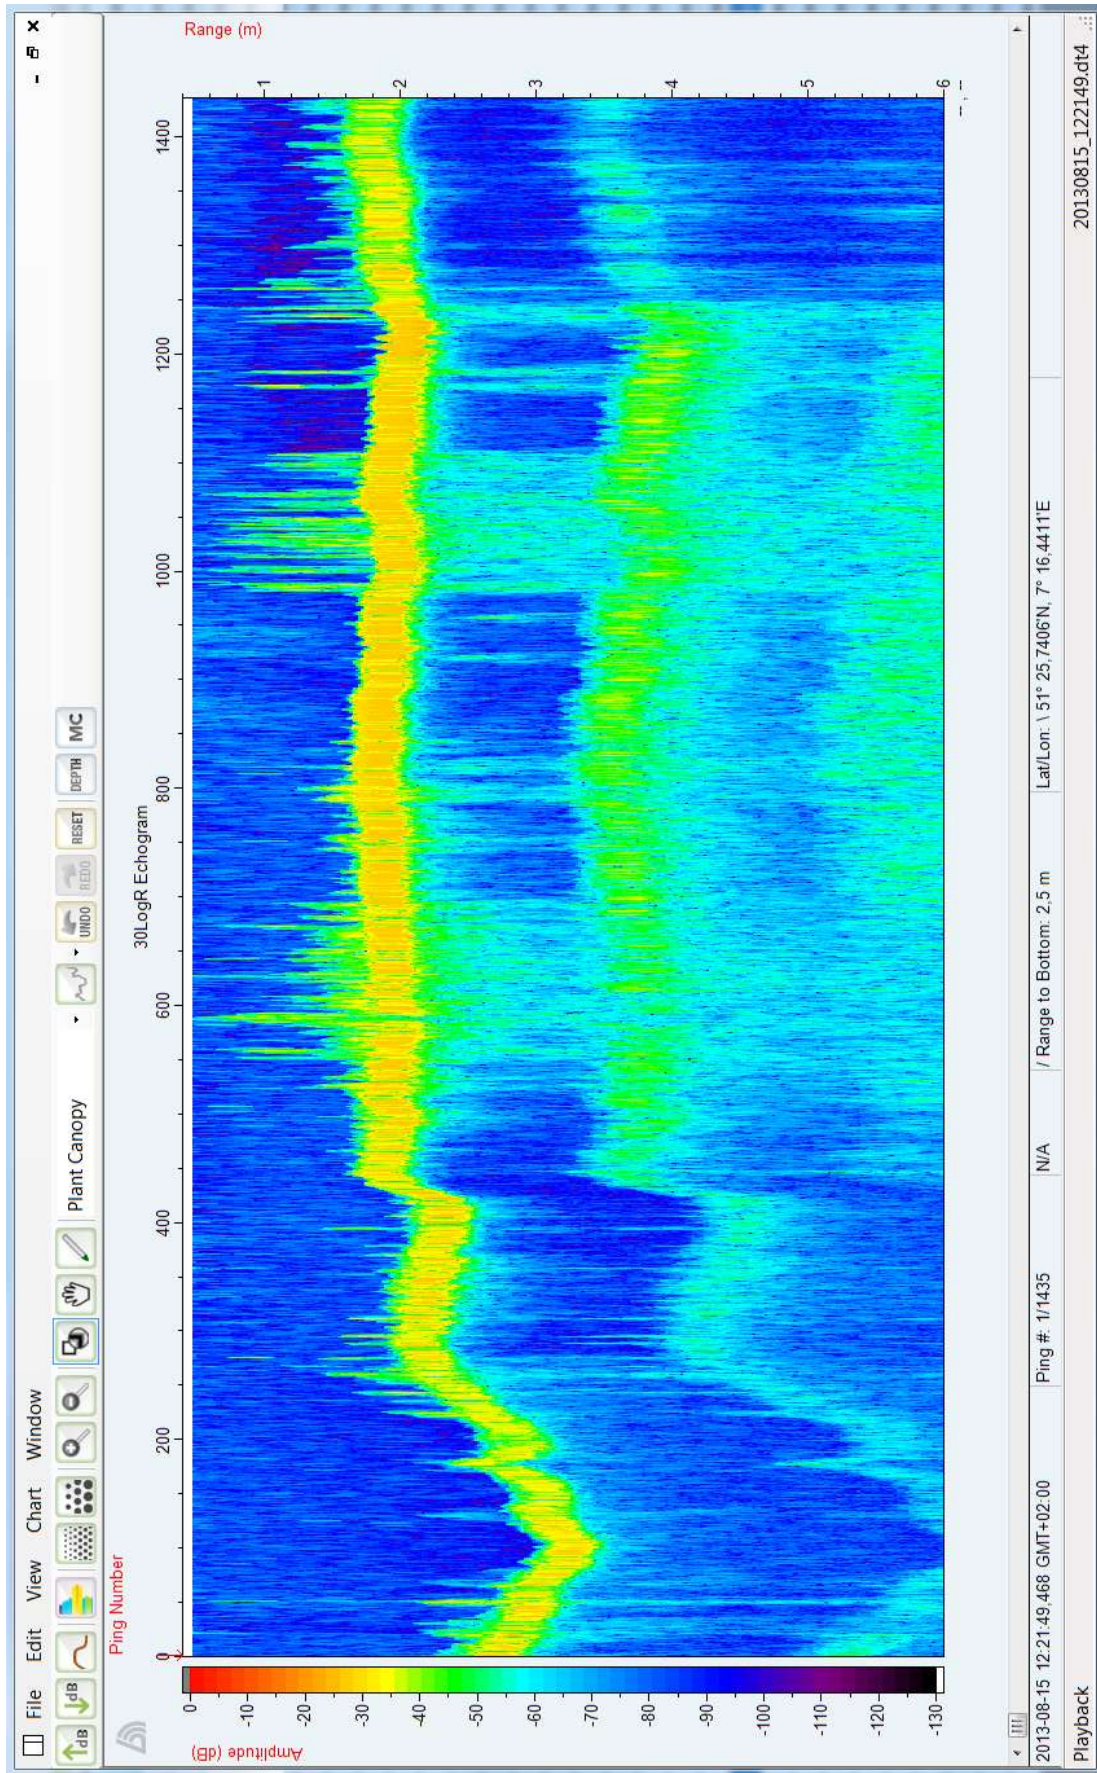 File Edit View Chart Window
dB dB UNDO REDO RESET DEPTH MC
Plant Canopy
30LogR Echogram
Ping Number
Range (m)
0 200 400 600 800 1000 1200 1400
1
2
3
4
5
6
-- , --
Amplitude (dB)
0
-10
-20
-30
-40
-50
-60
-70
-80
-90
-100
-110
-120
-130
2013-08-15 12:21:49,468 GMT+02:00 Ping #: 1/1435 N/A / Range to Bottom: 2,5 m Lat/Lon: \ 51° 25,7406'N, 7° 16,4411'E
Playback 20130815_122149.dt4